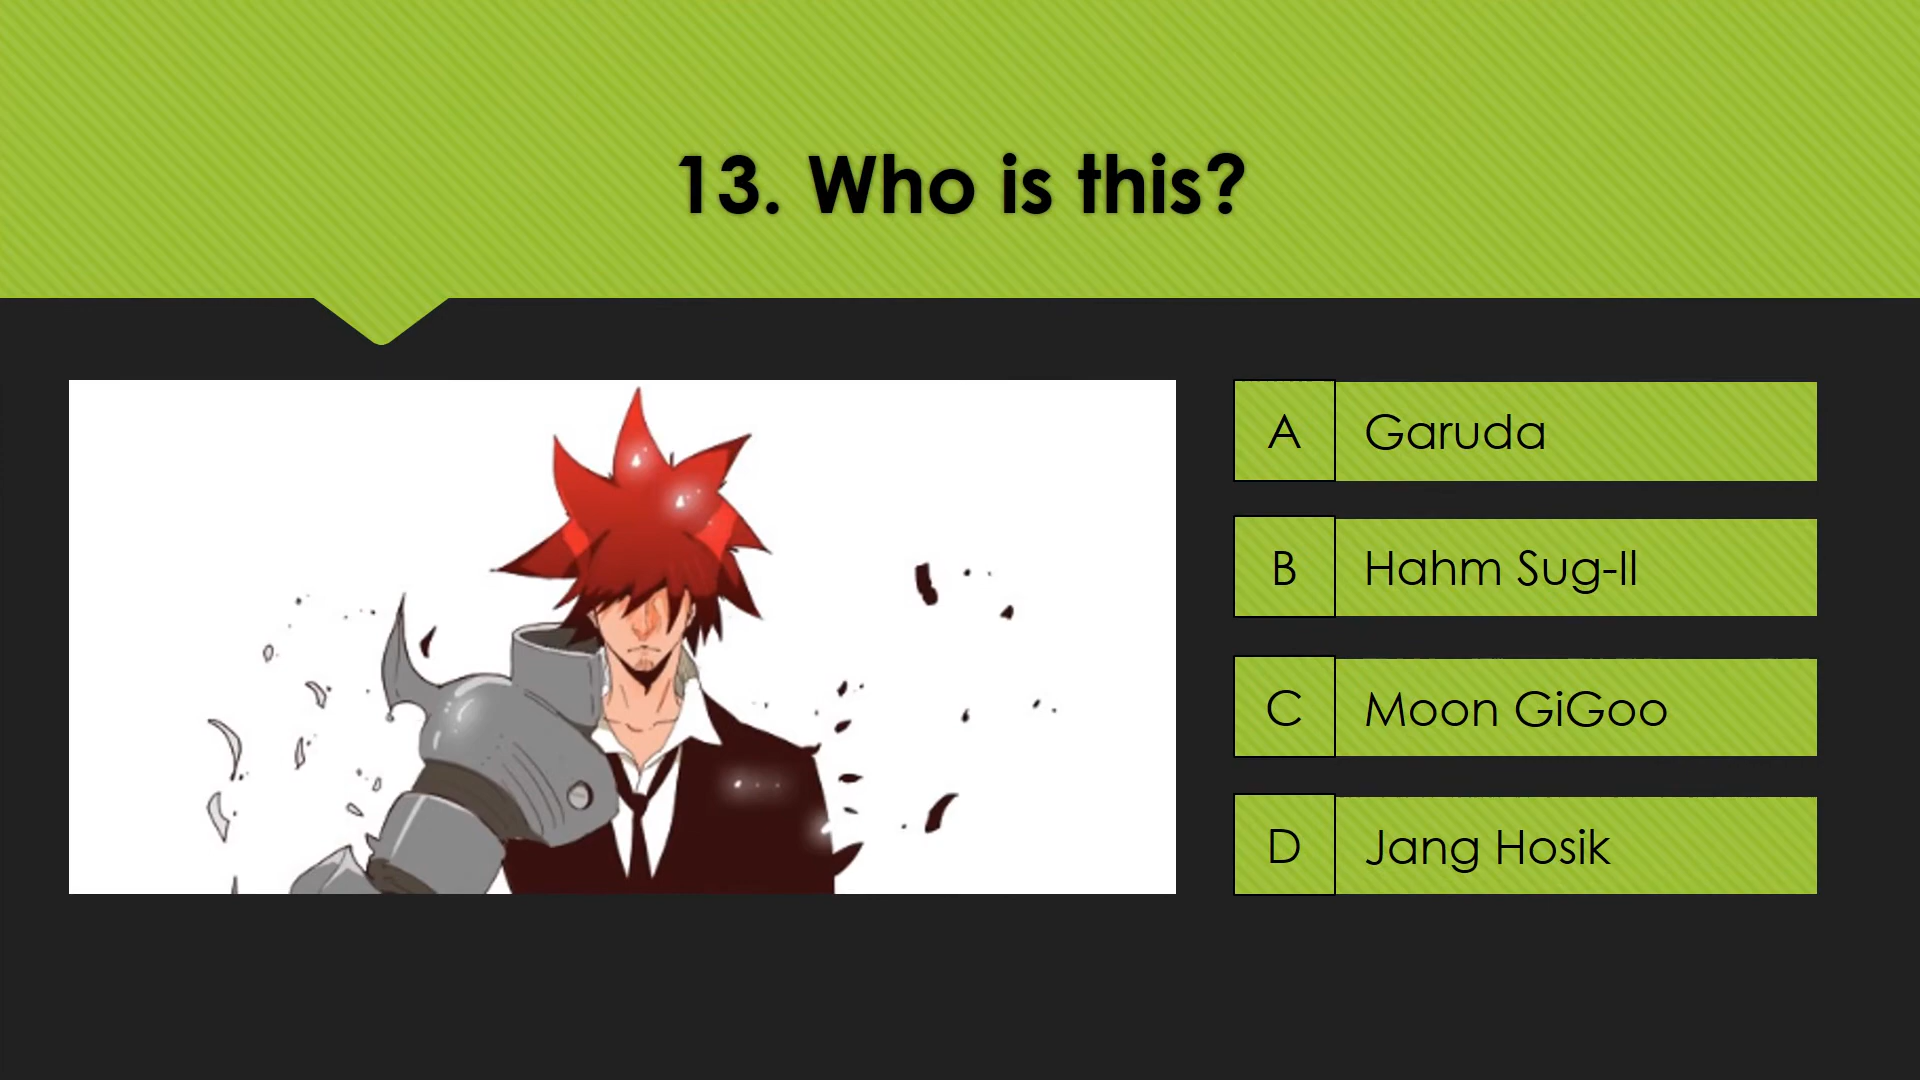 13. Who is this?
A Garuda
B Hahm Sug-Il
C Moon GiGoo
D Jang Hosik